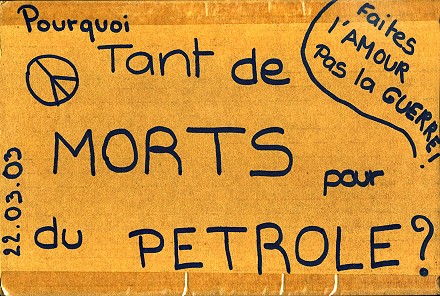 Pourquoi
Tant de
MORTS pour
du PETROLE?
Faites
l'AMOUR
Pas la GUERRE!
22.03.03